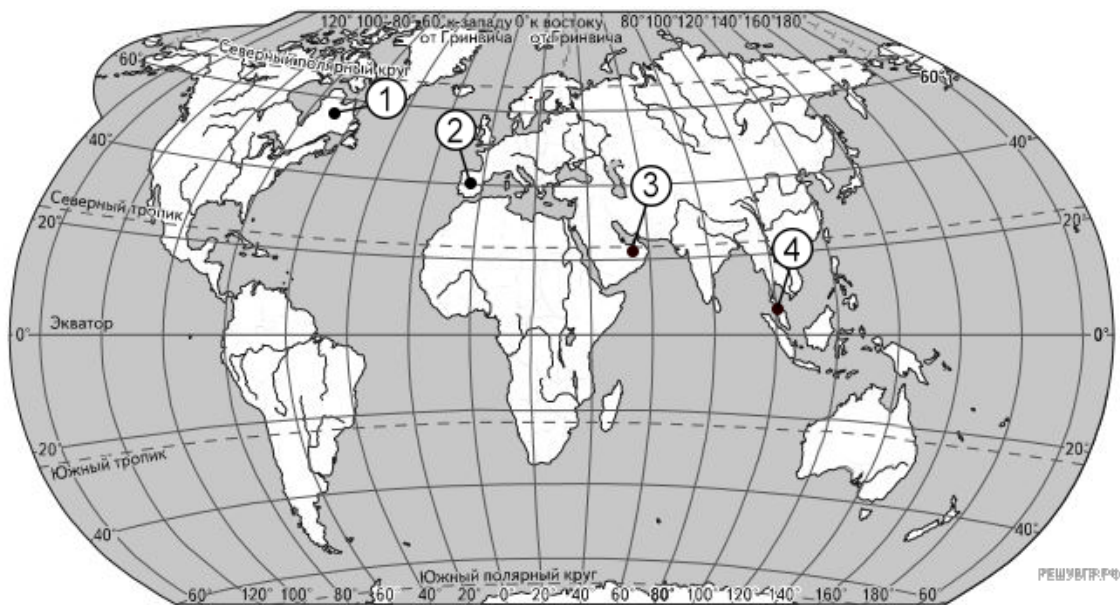 120° 100° 80° 60° к западу 0° к востоку 80° 100° 120° 140° 160° 180°
от Гринвича от Гринвича
60° Северный полярный круг 60°
1
2
40° 40°
3
Северный тропик
20° 20°
4
Экватор
0° 0°
20° 20°
Южный тропик
40° 40°
Южный полярный круг
60° 120° 100° 80° 60° 40° 20° 0° 20° 40° 60° 80° 100° 120° 140° 160° 180° 60°